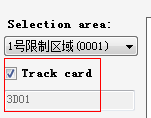 Selection area:
1号限制区域(0001)
Track card
3D01